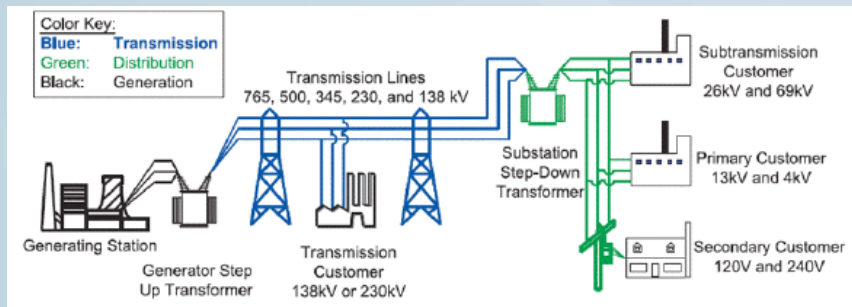 Color Key:
Blue: Transmission
Green: Distribution
Black: Generation
Transmission Lines
765, 500, 345, 230, and 138 kV
Subtransmission
Customer
26kV and 69kV
Substation
Step-Down
Transformer
Primary Customer
13kV and 4kV
Generating Station
Generator Step
Up Transformer
Transmission
Customer
138kV or 230kV
Secondary Customer
120V and 240V